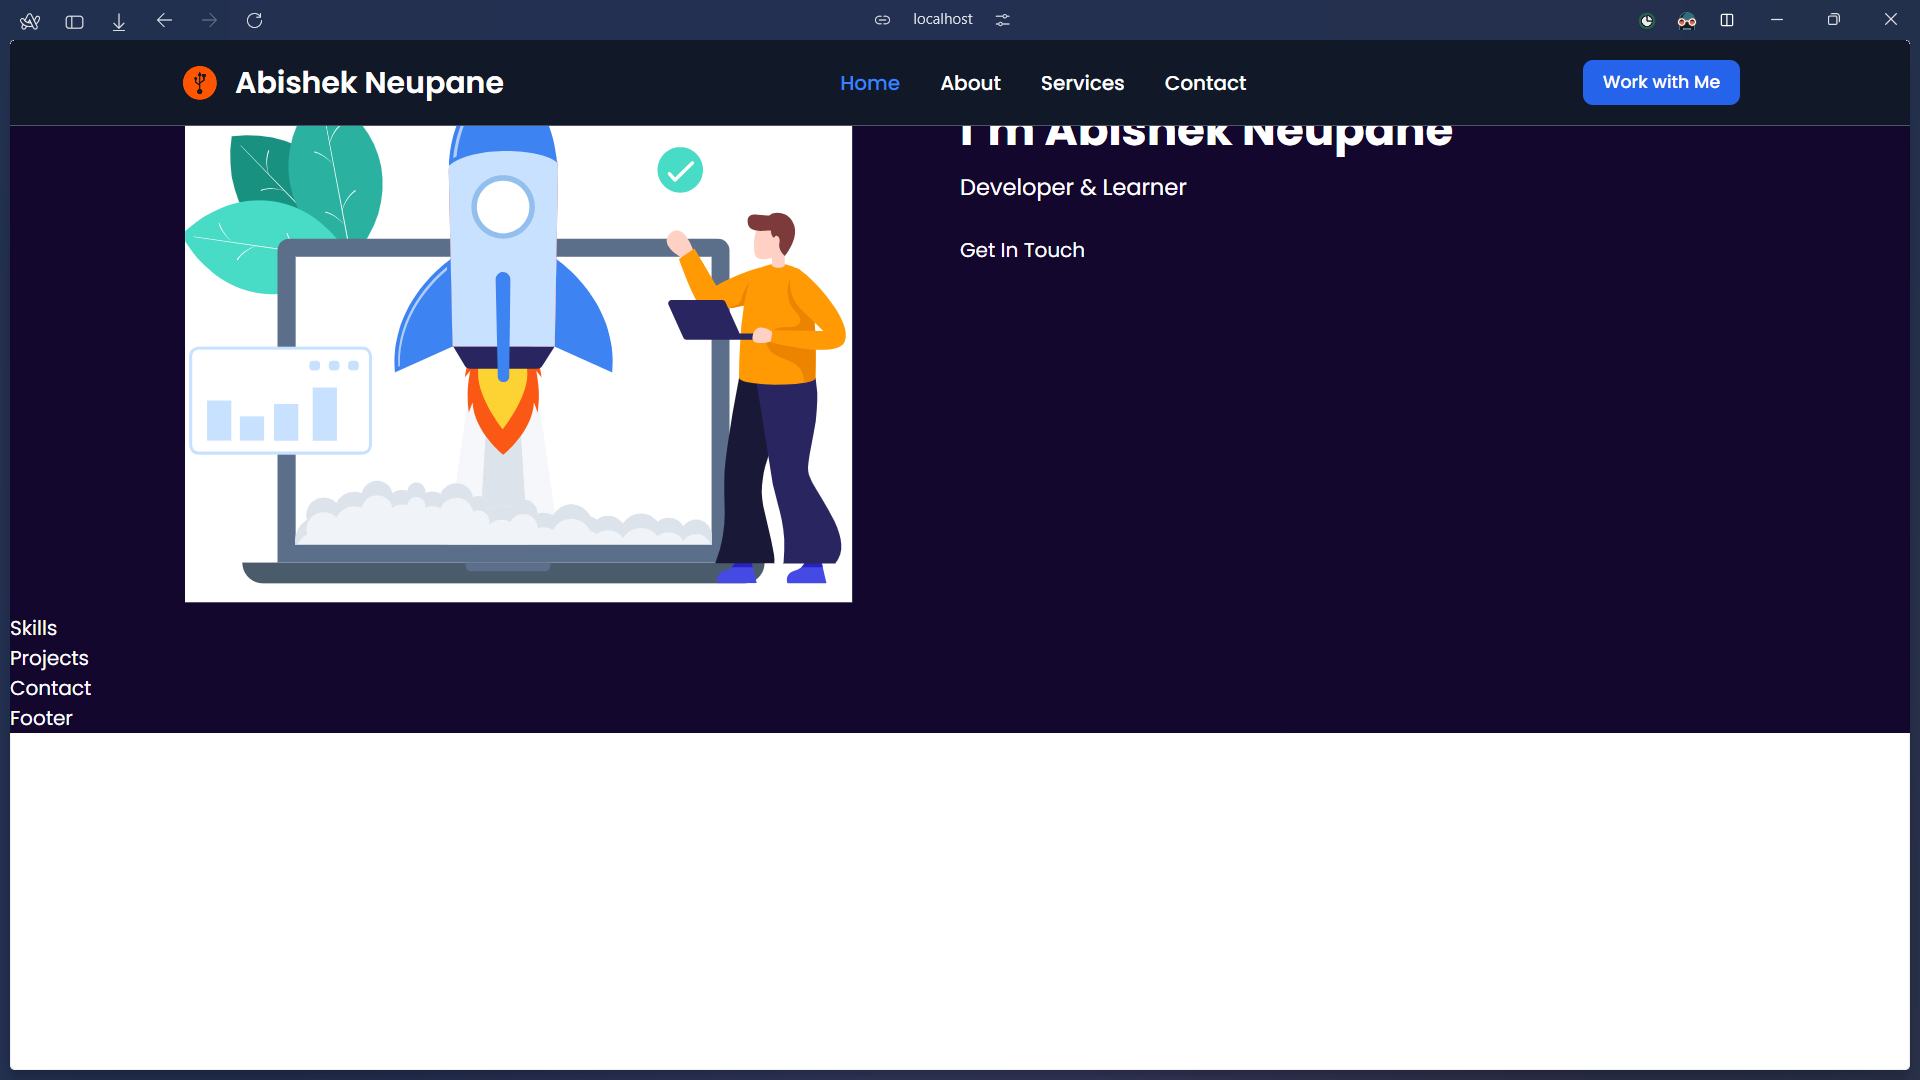 localhost
Abishek Neupane
Home
About
Services
Contact
Work with Me
I'm Abishek Neupane
Developer & Learner
Get In Touch
Skills
Projects
Contact
Footer